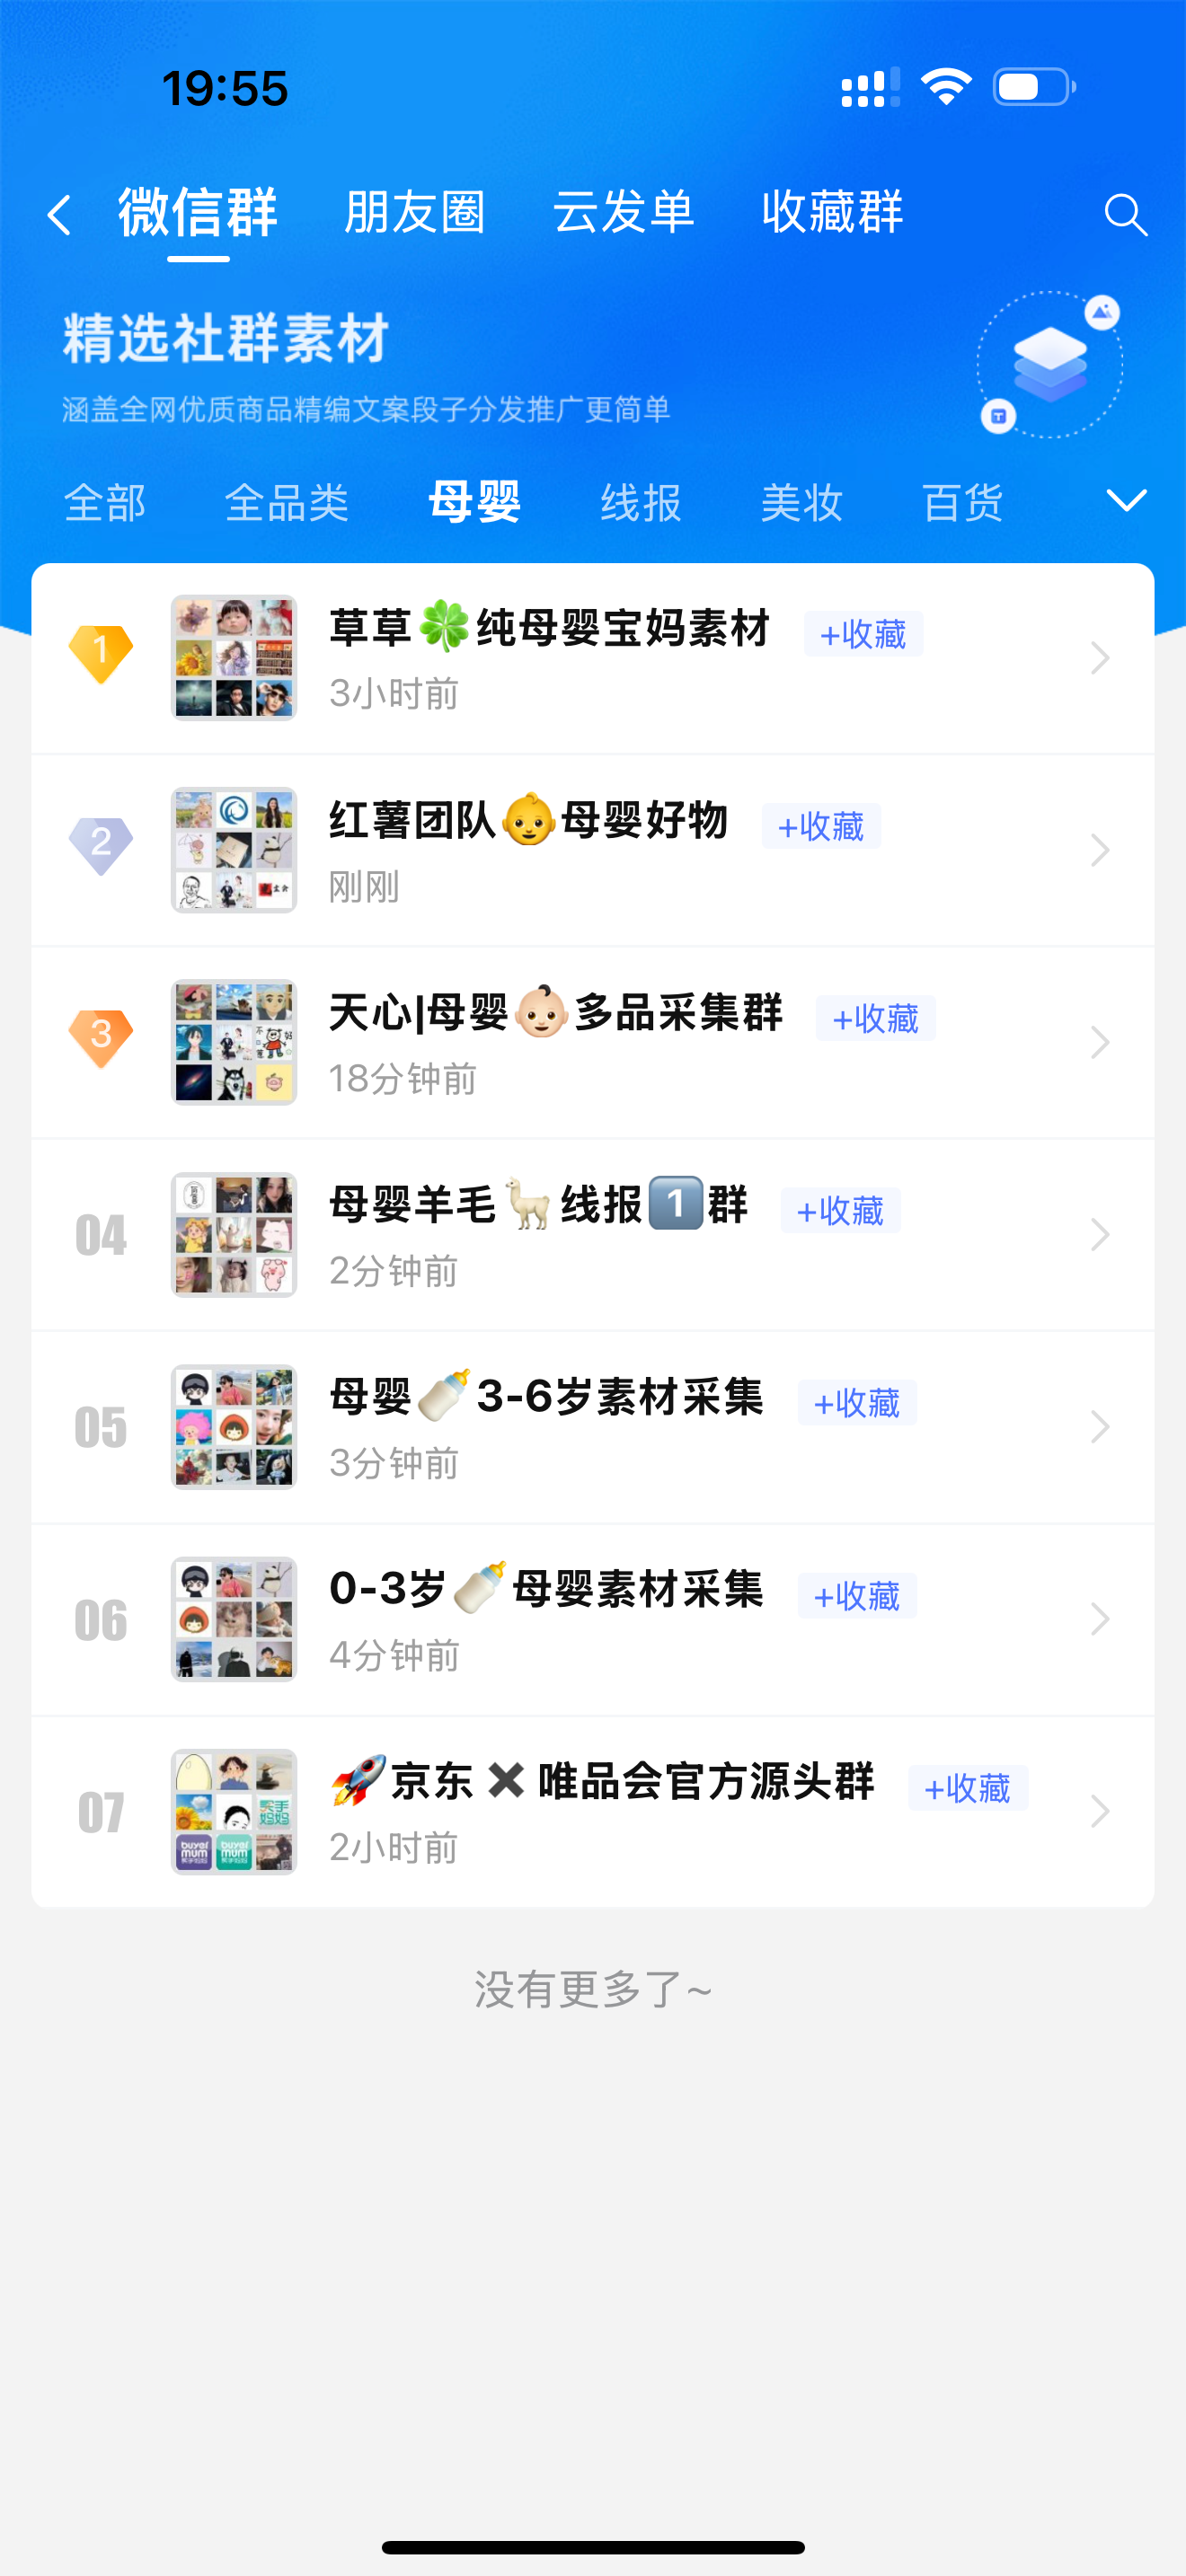 19:55
微信群 朋友圈 云发单 收藏群
精选社群素材
涵盖全网优质商品精编文案段子分发推广更简单
全部 全品类 母婴 线报 美妆 百货
1 草草🍀纯母婴宝妈素材 +收藏
3小时前
2 红薯团队👶母婴好物 +收藏
刚刚
3 天心|母婴👶🏻多品采集群 +收藏
18分钟前
04 母婴羊毛🦙线报1️⃣群 +收藏
2分钟前
05 母婴🍼3-6岁素材采集 +收藏
3分钟前
06 0-3岁🍼母婴素材采集 +收藏
4分钟前
07 🚀京东✖️唯品会官方源头群 +收藏
buyer mum buyer mum
2小时前
没有更多了~